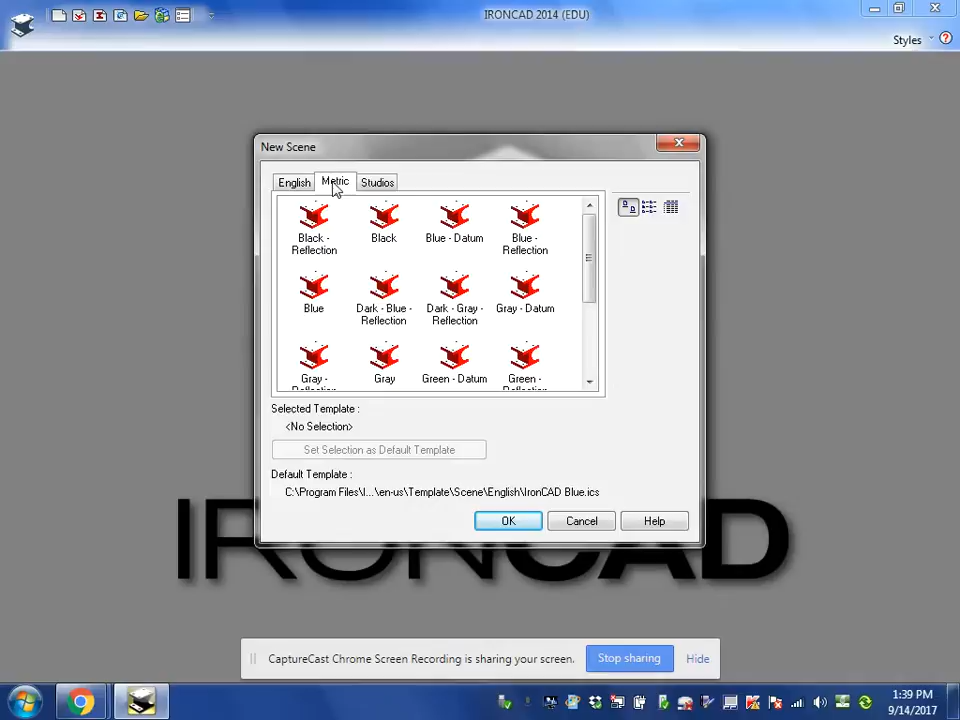 IRONCAD 2014 (EDU)
Styles
New Scene
English Metric Studios
Black - Reflection
Black
Blue - Datum
Blue - Reflection
Blue
Dark - Blue - Reflection
Dark - Gray - Reflection
Gray - Datum
Gray - Reflection
Gray
Green - Datum
Green - Reflection
Selected Template :
<No Selection>
Set Selection as Default Template
Default Template :
C:\Program Files\I...\en-us\Template\Scene\English\IronCAD Blue.ics
OK Cancel Help
IRONCAD
CaptureCast Chrome Screen Recording is sharing your screen. Stop sharing Hide
1:39 PM
9/14/2017